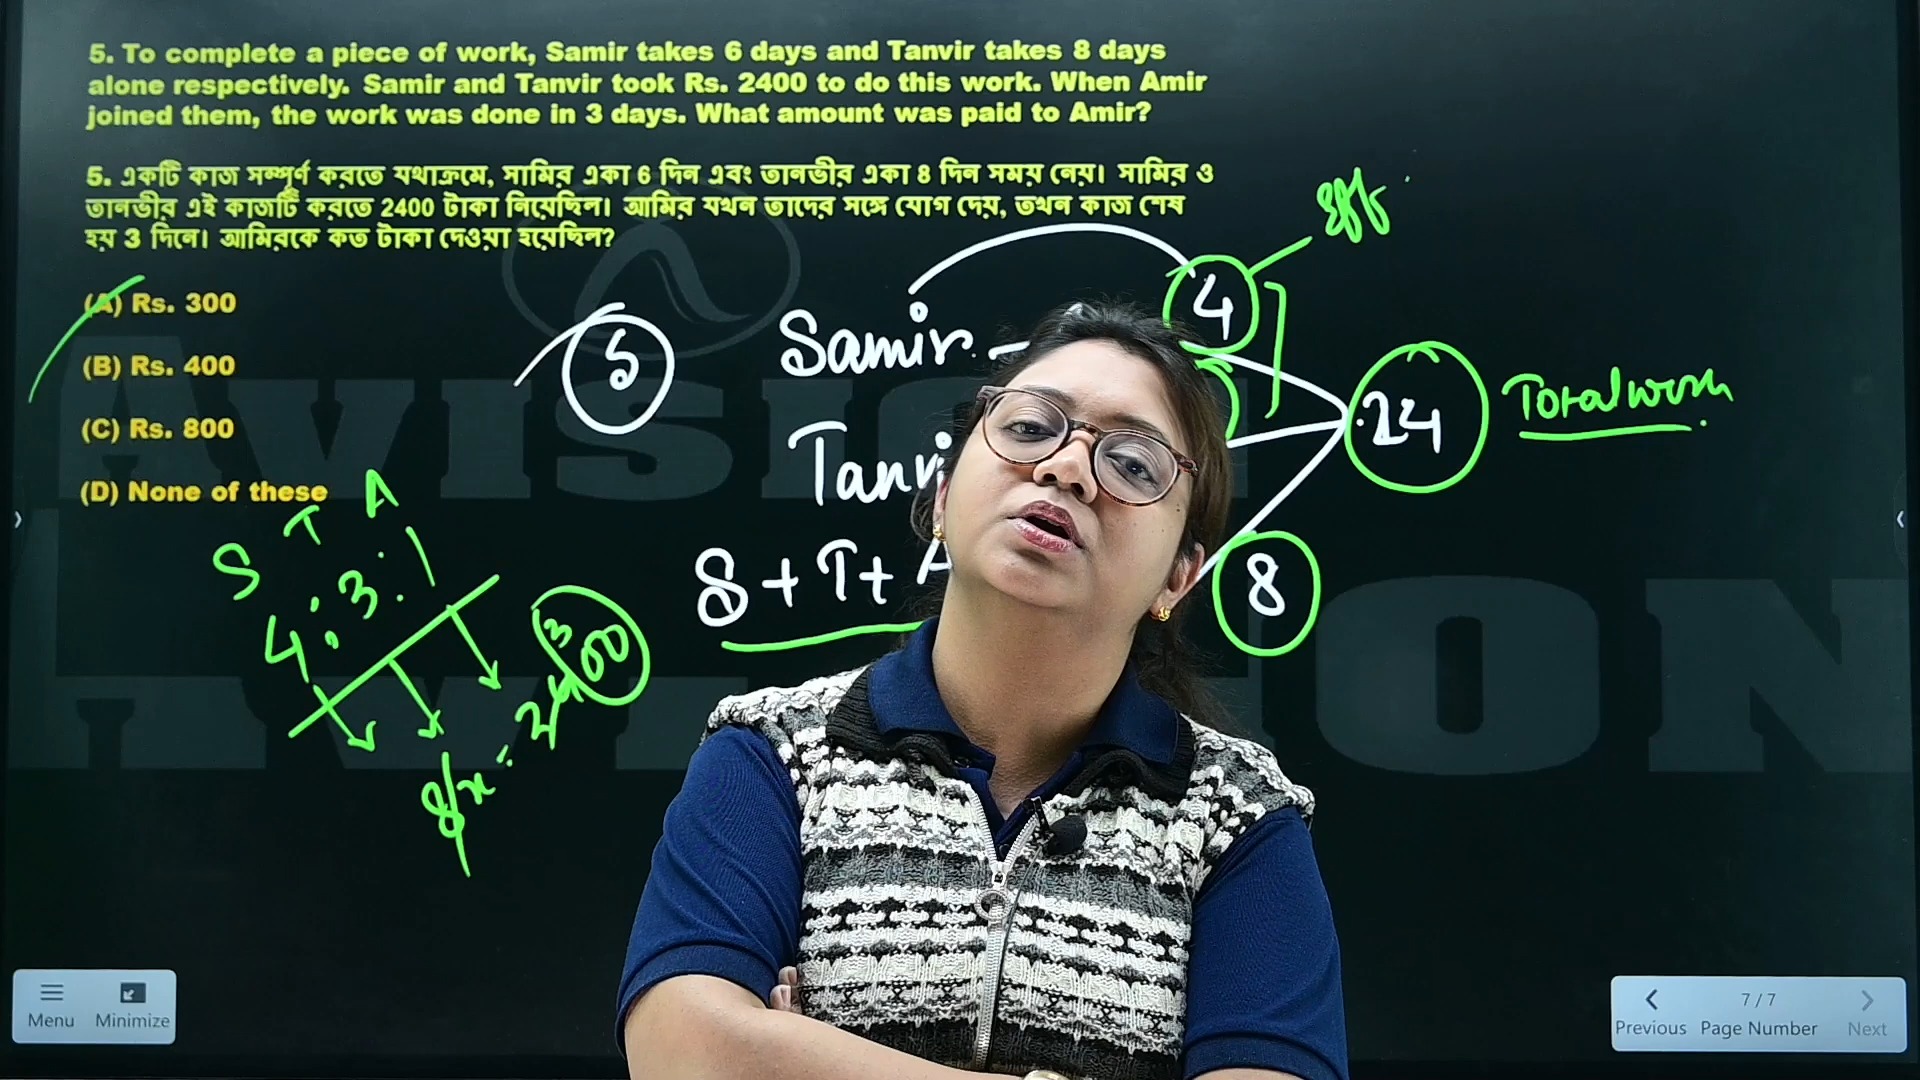 5. To complete a piece of work, Samir takes 6 days and Tanvir takes 8 days
alone respectively. Samir and Tanvir took Rs. 2400 to do this work. When Amir
joined them, the work was done in 3 days. What amount was paid to Amir?
5. একটি কাজ সম্পূর্ণ করতে যথাক্রমে, সামির একা 6 দিন এবং তানভীর একা 8 দিন সময় নেয়। সামির ও
তানভীর এই কাজটি করতে 2400 টাকা নিয়েছিল। আমির যখন তাদের সঙ্গে যোগ দেয়, তখন কাজ শেষ
হয় 3 দিনে। আমিরকে কত টাকা দেওয়া হয়েছিল?
(A) Rs. 300
(B) Rs. 400
(C) Rs. 800
(D) None of these
5
Samir -
4
Tanvi
24
Total work
S + T + A
8
S T A
4 : 3 : 1
8x = 2400
3
00
AVISION
Menu
Minimize
7 / 7
Previous
Page Number
Next